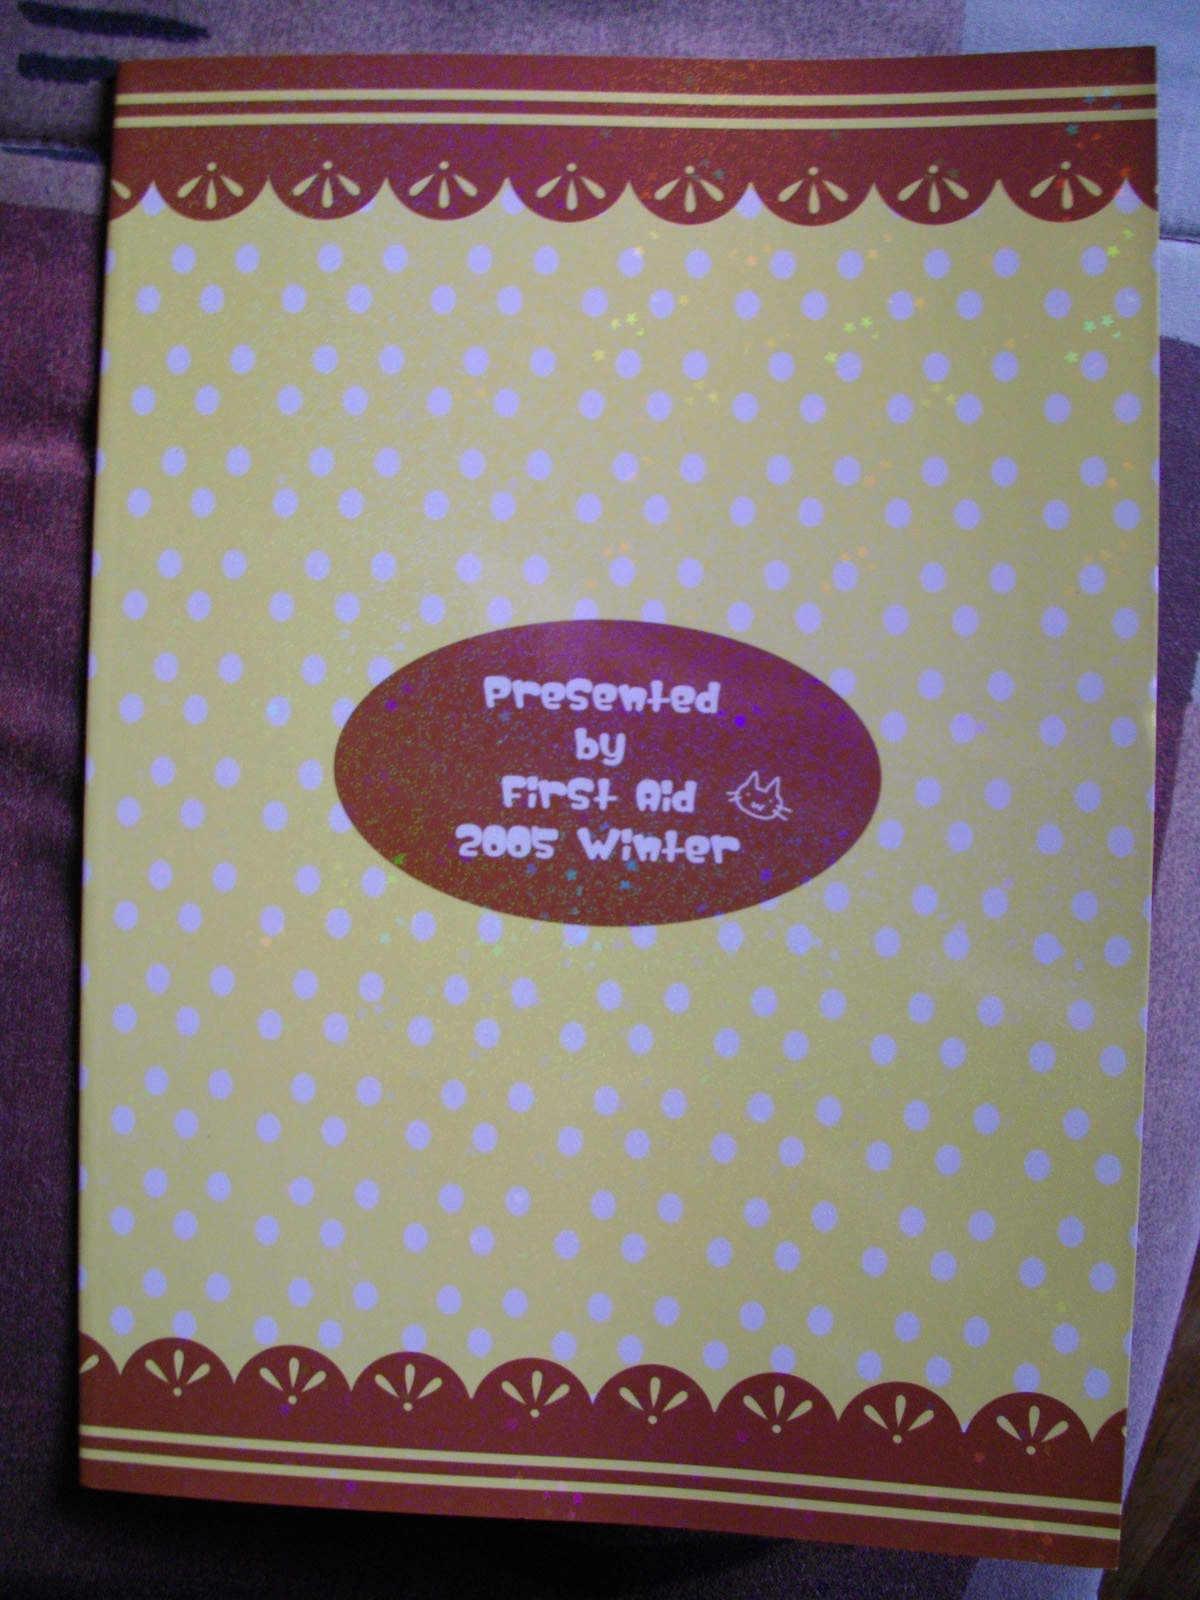 Presented
by
First Aid
2005 Winter